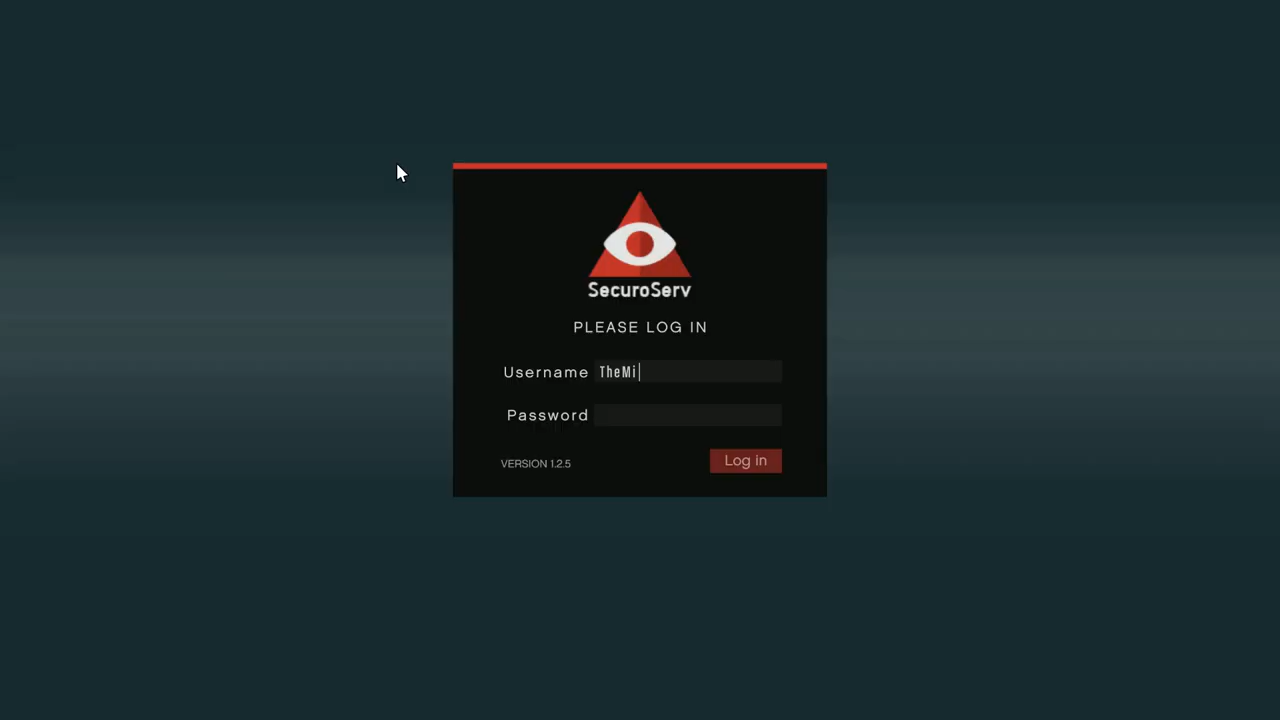 SecuroServ
PLEASE LOG IN
Username TheMi
Password
VERSION 1.2.5 Log in